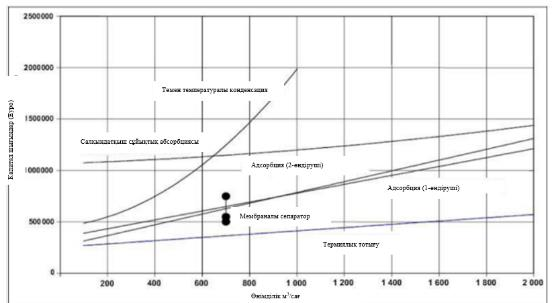 2500000
2000000
1500000
1000000
500000
0
Капитал шығындар (Еуро)
Төмен температуралы конденсация
Салқындатқыш сұйықтық абсорбциясы
Адсорбция (2-өндіруші)
Адсорбция (1-өндіруші)
Мембраналы сепаратор
Термиялық тотығу
200 400 600 800 1 000 1 200 1 400 1 600 1 800 2 000
Өнімділік м³/сағ